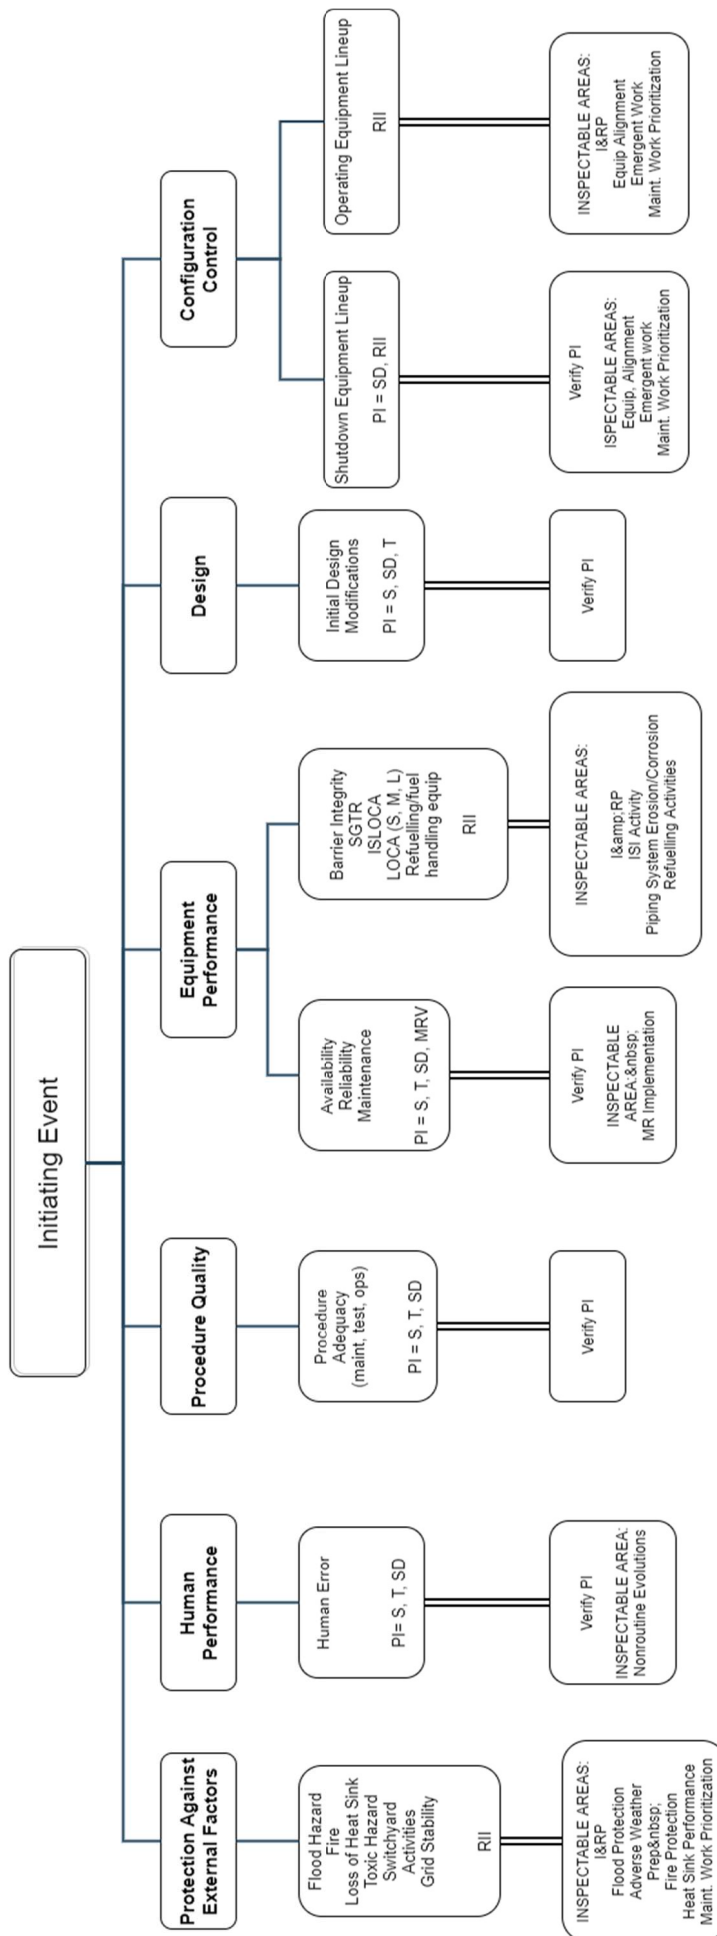 Initiating Event
Protection Against
External Factors
Human
Performance
Procedure Quality
Equipment
Performance
Design
Configuration
Control
Flood Hazard
Fire
Loss of Heat Sink
Toxic Hazard
Switchyard
Activities
Grid Stability
RII
Human Error
PI= S, T, SD
Procedure
Adequacy
(maint, test, ops)
PI = S, T, SD
Availability
Reliability
Maintenance
PI = S, T, SD, MRV
Barrier Integrity
SGTR
ISLOCA
LOCA (S, M, L)
Refuelling/fuel
handling equip
RII
Initial Design
Modifications
PI = S, SD, T
Shutdown Equipment Lineup
PI = SD, RII
Operating Equipment Lineup
RII
INSPECTABLE AREAS:
I&RP
Flood Protection
Adverse Weather
Prep&nbsp;
Fire Protection
Heat Sink Performance
Maint. Work Prioritization
Verify PI
INSPECTABLE AREA:
Nonroutine Evolutions
Verify PI
Verify PI
INSPECTABLE
AREA:&nbsp;
MR Implementation
INSPECTABLE AREAS:
I&amp;RP
ISI Activity
Piping System Erosion/Corrosion
Refuelling Activities
Verify PI
Verify PI
ISPECTABLE AREAS:
Equip, Alignment
Emergent work
Maint. Work Prioritization
INSPECTABLE AREAS:
I&RP
Equip Alignment
Emergent Work
Maint. Work Prioritization